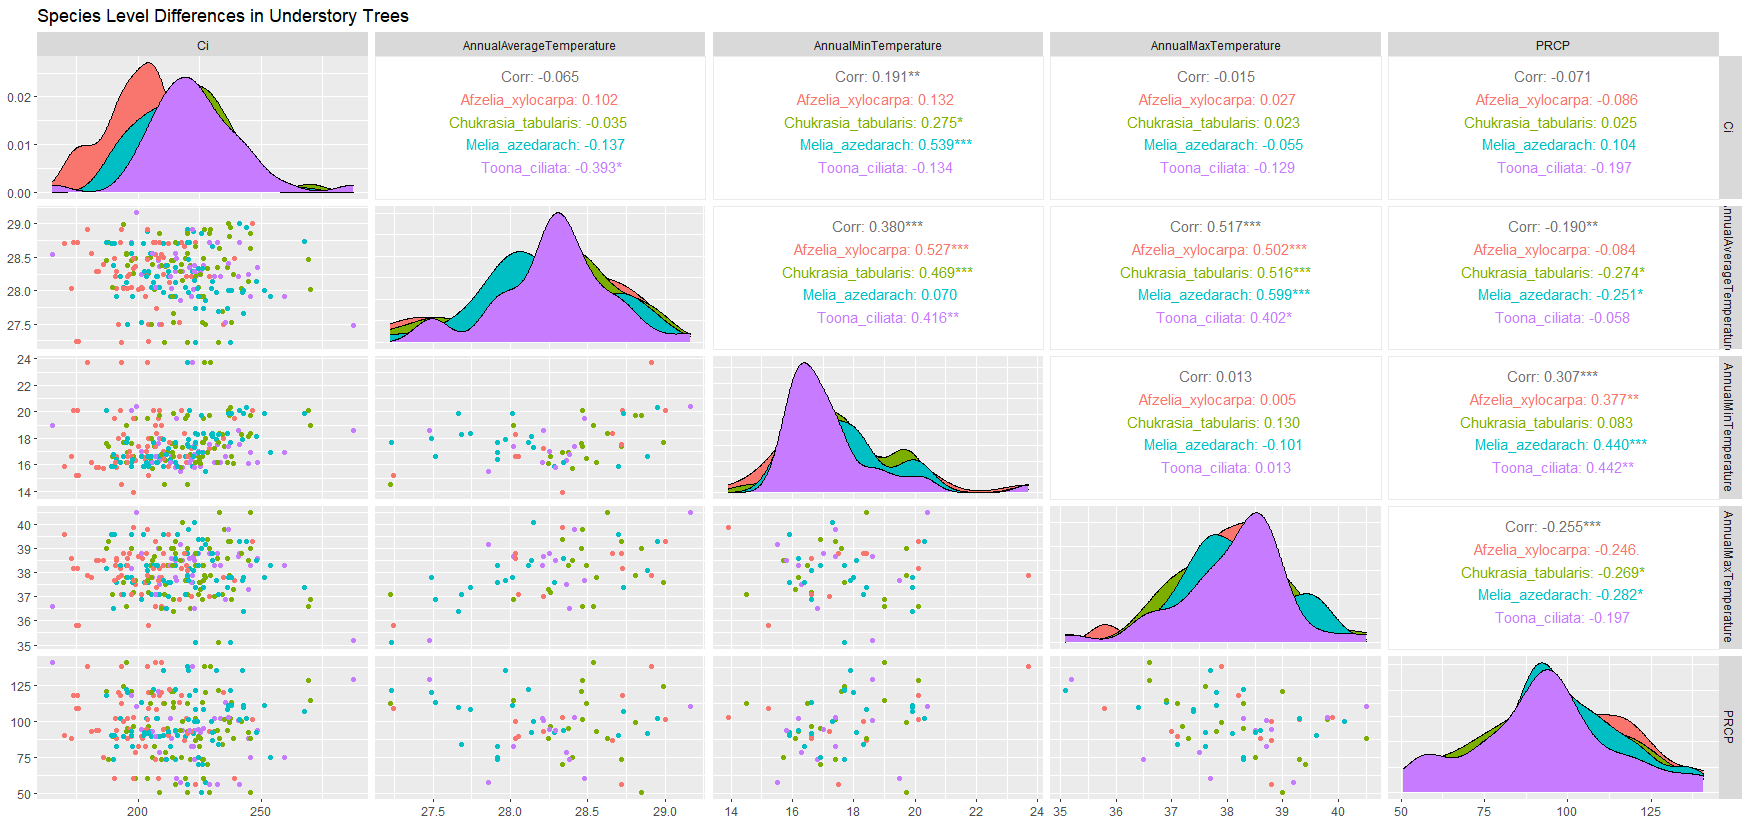 Species Level Differences in Understory Trees
Ci
AnnualAverageTemperature
AnnualMinTemperature
AnnualMaxTemperature
PRCP
0.02
0.01
0.00
Corr: -0.065
Afzelia_xylocarpa: 0.102
Chukrasia_tabularis: -0.035
Melia_azedarach: -0.137
Toona_ciliata: -0.393*
Corr: 0.191**
Afzelia_xylocarpa: 0.132
Chukrasia_tabularis: 0.275*
Melia_azedarach: 0.539***
Toona_ciliata: -0.134
Corr: -0.015
Afzelia_xylocarpa: 0.027
Chukrasia_tabularis: 0.023
Melia_azedarach: -0.055
Toona_ciliata: -0.129
Corr: -0.071
Afzelia_xylocarpa: -0.086
Chukrasia_tabularis: 0.025
Melia_azedarach: 0.104
Toona_ciliata: -0.197
Ci
29.0
28.5
28.0
27.5
Corr: 0.380***
Afzelia_xylocarpa: 0.527***
Chukrasia_tabularis: 0.469***
Melia_azedarach: 0.070
Toona_ciliata: 0.416**
Corr: 0.517***
Afzelia_xylocarpa: 0.502***
Chukrasia_tabularis: 0.516***
Melia_azedarach: 0.599***
Toona_ciliata: 0.402*
Corr: -0.190**
Afzelia_xylocarpa: -0.084
Chukrasia_tabularis: -0.274*
Melia_azedarach: -0.251*
Toona_ciliata: -0.058
nnualAverageTemperatur
24
22
20
18
16
14
Corr: 0.013
Afzelia_xylocarpa: 0.005
Chukrasia_tabularis: 0.130
Melia_azedarach: -0.101
Toona_ciliata: 0.013
Corr: 0.307***
Afzelia_xylocarpa: 0.377**
Chukrasia_tabularis: 0.083
Melia_azedarach: 0.440***
Toona_ciliata: 0.442**
AnnualMinTemperature
40
39
38
37
36
35
Corr: -0.255***
Afzelia_xylocarpa: -0.246.
Chukrasia_tabularis: -0.269*
Melia_azedarach: -0.282*
Toona_ciliata: -0.197
AnnualMaxTemperature
125
100
75
50
PRCP
200
250
27.5
28.0
28.5
29.0
14
16
18
20
22
24
35
36
37
38
39
40
50
75
100
125